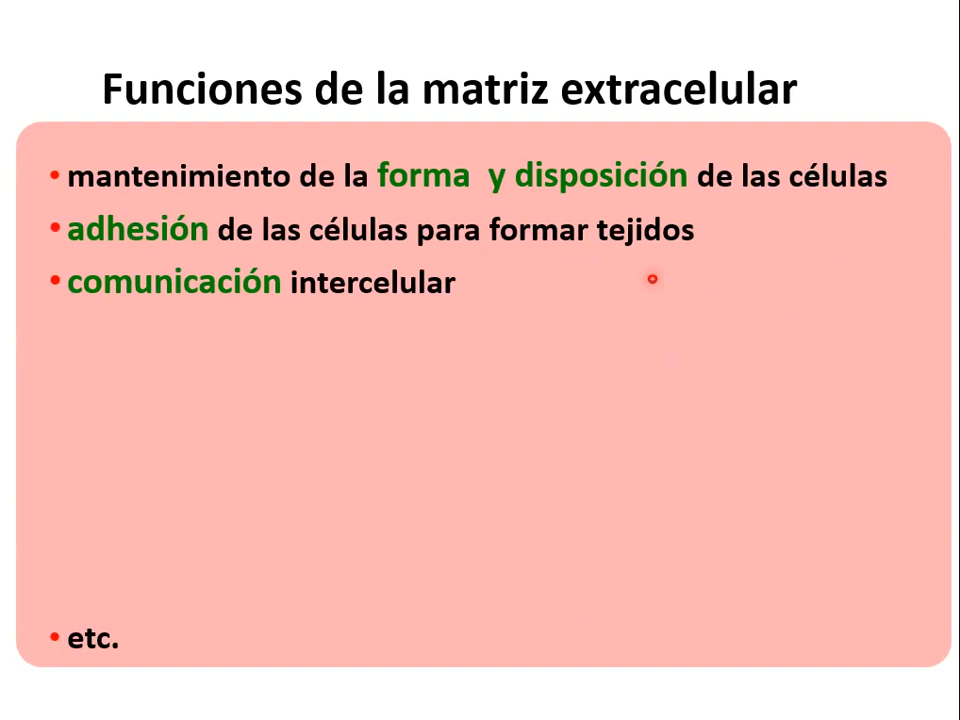 Funciones de la matriz extracelular
• mantenimiento de la forma y disposición de las células
• adhesión de las células para formar tejidos
• comunicación intercelular
• etc.